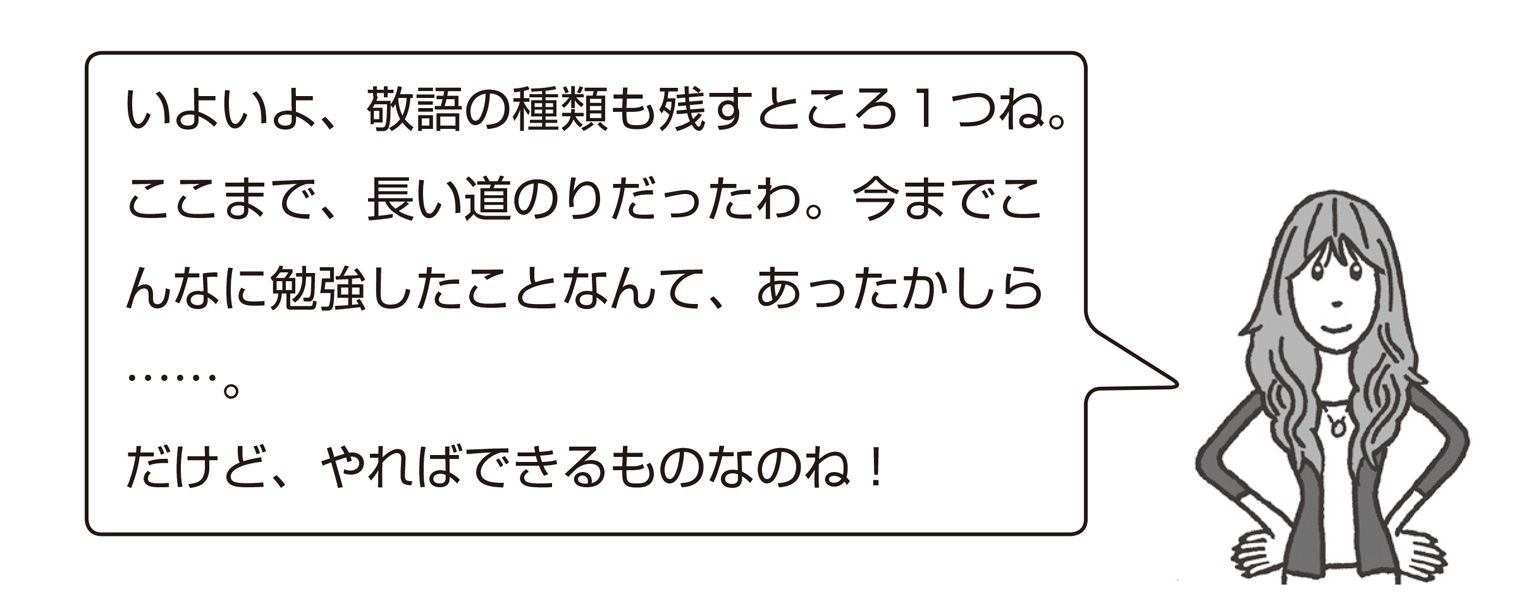 いよいよ、敬語の種類も残すところ１つね。
ここまで、長い道のりだったわ。今までこ
んなに勉強したことなんて、あったかしら
……。
だけど、やればできるものなのね！